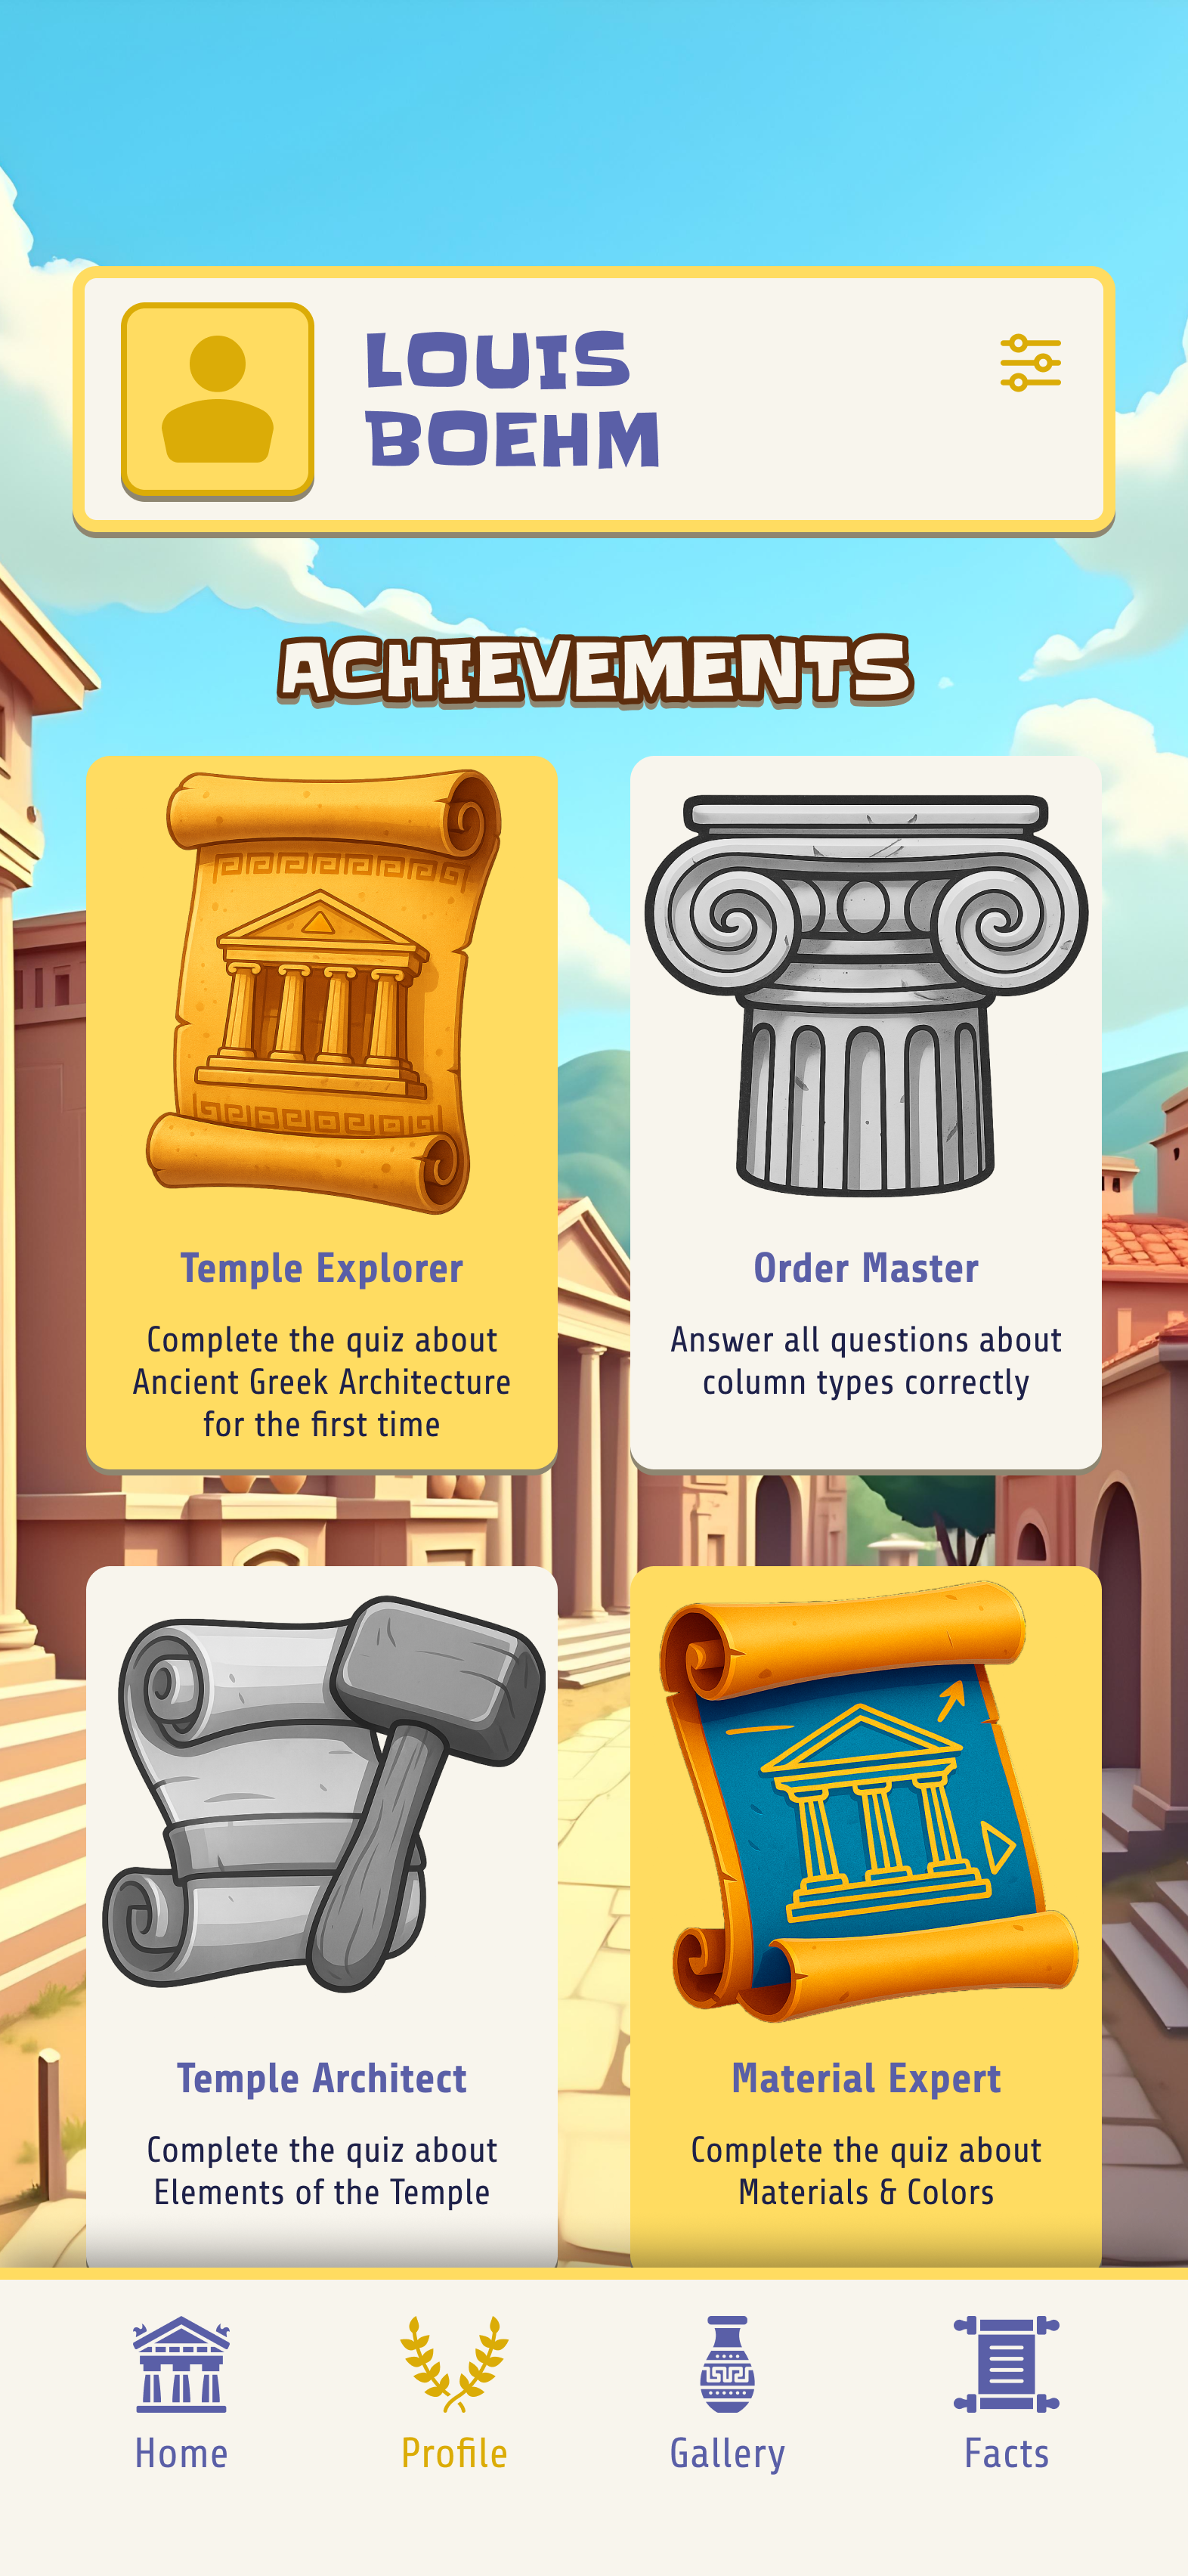 LOUIS
BOEHM
ACHIEVEMENTS
Temple Explorer
Complete the quiz about
Ancient Greek Architecture
for the first time
Order Master
Answer all questions about
column types correctly
Temple Architect
Complete the quiz about
Elements of the Temple
Material Expert
Complete the quiz about
Materials & Colors
Home
Profile
Gallery
Facts